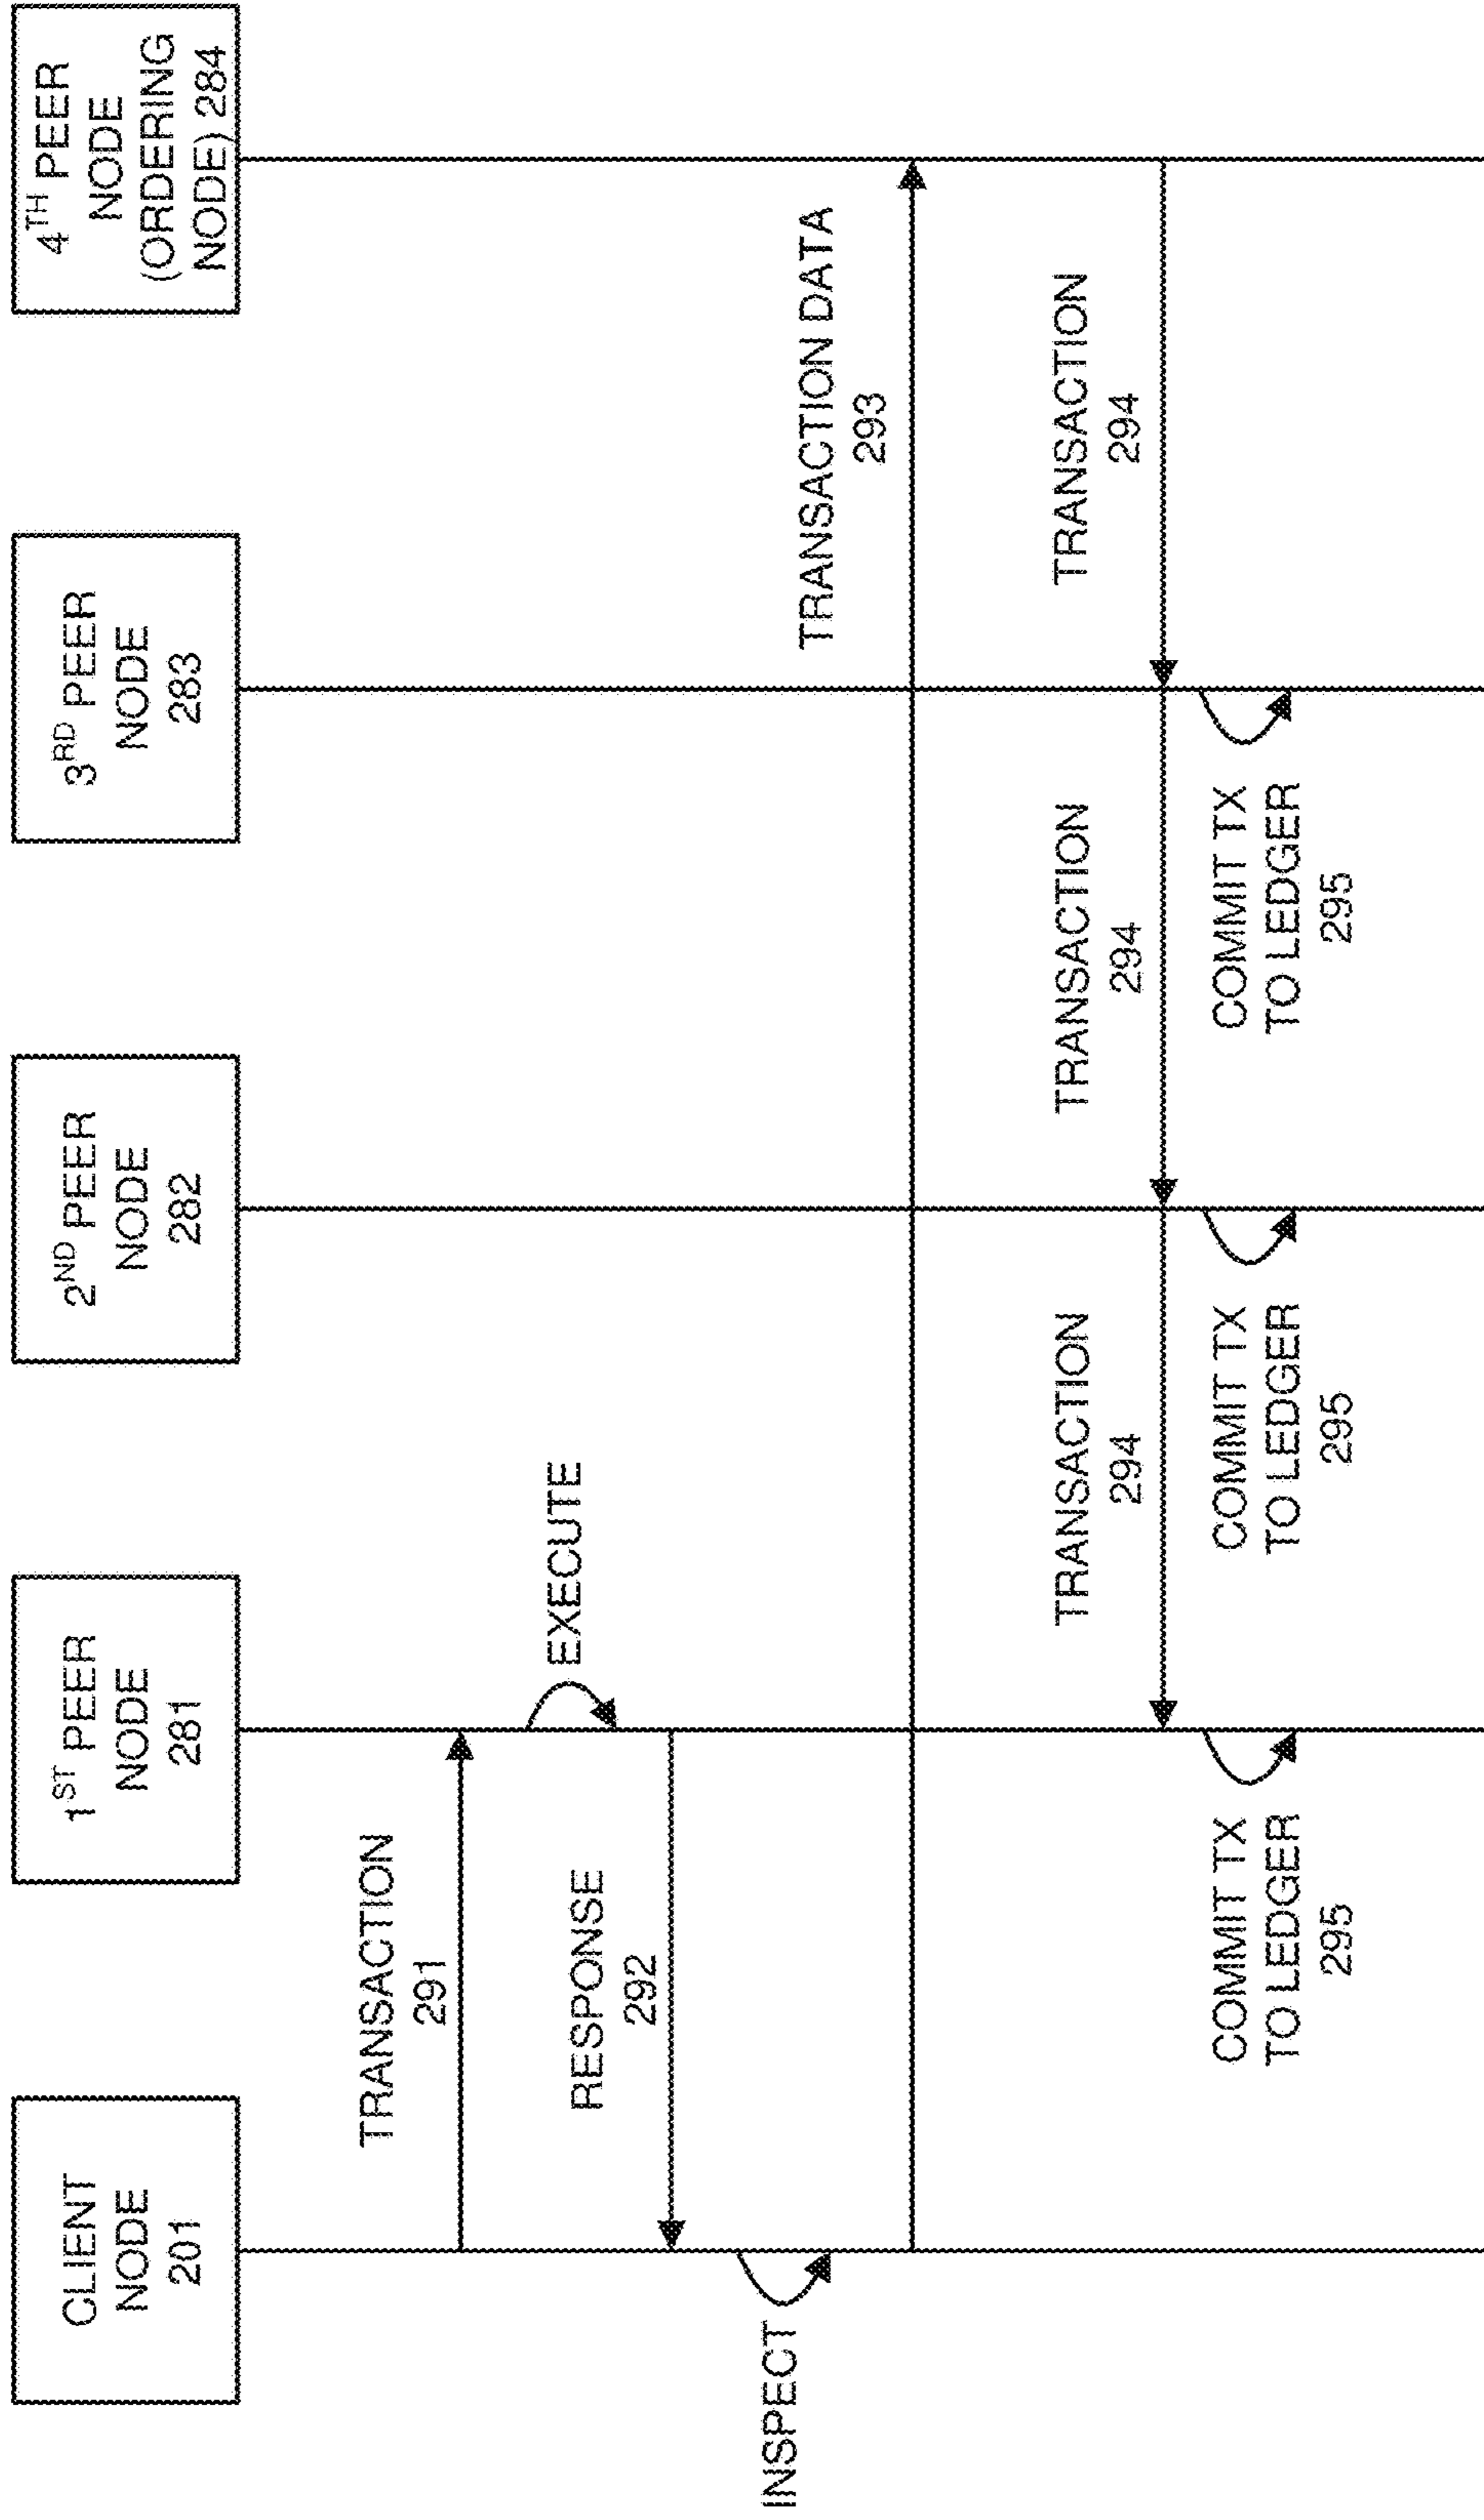 CLIENT
NODE
201
1ST PEER
NODE
281
2ND PEER
NODE
282
3RD PEER
NODE
283
4TH PEER
NODE
(ORDERING
NODE) 284
TRANSACTION
291
EXECUTE
RESPONSE
292
INSPECT
TRANSACTION DATA
293
TRANSACTION
294
TRANSACTION
294
TRANSACTION
294
COMMIT TX
TO LEDGER
295
COMMIT TX
TO LEDGER
295
COMMIT TX
TO LEDGER
295